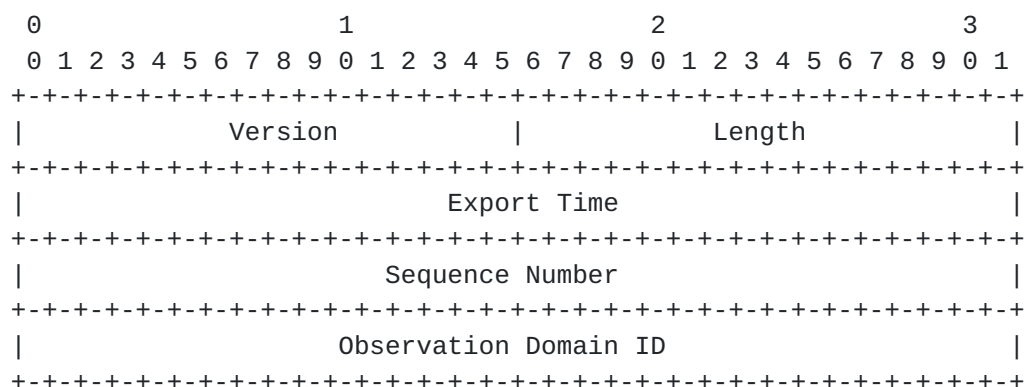 0                   1                   2                   3
 0 1 2 3 4 5 6 7 8 9 0 1 2 3 4 5 6 7 8 9 0 1 2 3 4 5 6 7 8 9 0 1
+-+-+-+-+-+-+-+-+-+-+-+-+-+-+-+-+-+-+-+-+-+-+-+-+-+-+-+-+-+-+-+-+
|             Version           |            Length             |
+-+-+-+-+-+-+-+-+-+-+-+-+-+-+-+-+-+-+-+-+-+-+-+-+-+-+-+-+-+-+-+-+
|                           Export Time                         |
+-+-+-+-+-+-+-+-+-+-+-+-+-+-+-+-+-+-+-+-+-+-+-+-+-+-+-+-+-+-+-+-+
|                       Sequence Number                         |
+-+-+-+-+-+-+-+-+-+-+-+-+-+-+-+-+-+-+-+-+-+-+-+-+-+-+-+-+-+-+-+-+
|                    Observation Domain ID                      |
+-+-+-+-+-+-+-+-+-+-+-+-+-+-+-+-+-+-+-+-+-+-+-+-+-+-+-+-+-+-+-+-+